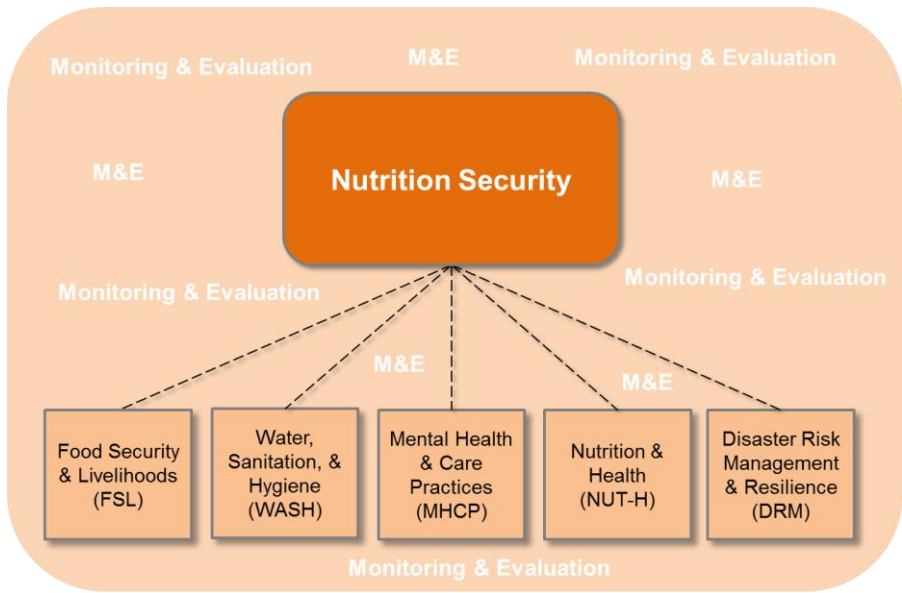 Monitoring & Evaluation
M&E
Monitoring & Evaluation
Nutrition Security
M&E
M&E
Monitoring & Evaluation
Monitoring & Evaluation
M&E
M&E
Food Security
& Livelihoods
(FSL)
Water,
Sanitation, &
Hygiene
(WASH)
Mental Health
& Care
Practices
(MHCP)
Nutrition &
Health
(NUT-H)
Disaster Risk
Management
& Resilience
(DRM)
Monitoring & Evaluation